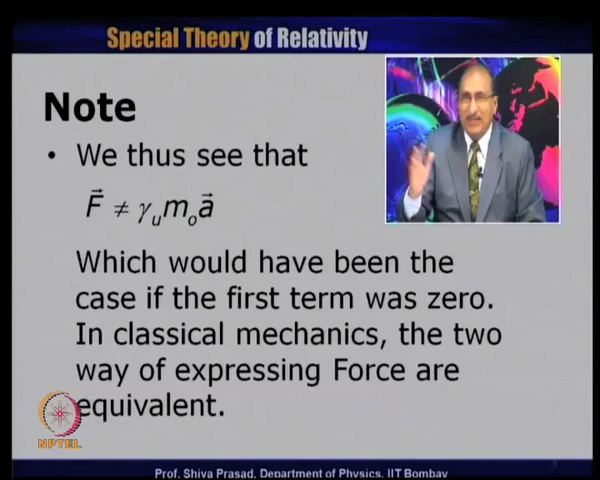 Special Theory of Relativity
Note
• We thus see that
F⃗ ≠ γᵤmₒa⃗
Which would have been the
case if the first term was zero.
In classical mechanics, the two
way of expressing Force are
equivalent.
NPTEL
Prof. Shiva Prasad, Department of Physics, IIT Bombay